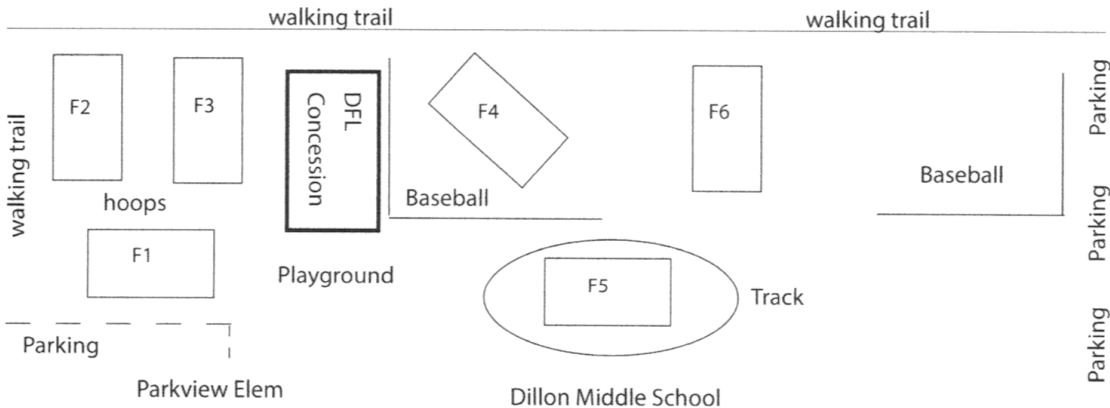 walking trail
walking trail
walking trail
F2
F3
DFL
Concession
F4
F6
Baseball
Parking
hoops
Baseball
Parking
F1
Playground
F5
Track
Parking
Parking
Parkview Elem
Dillon Middle School